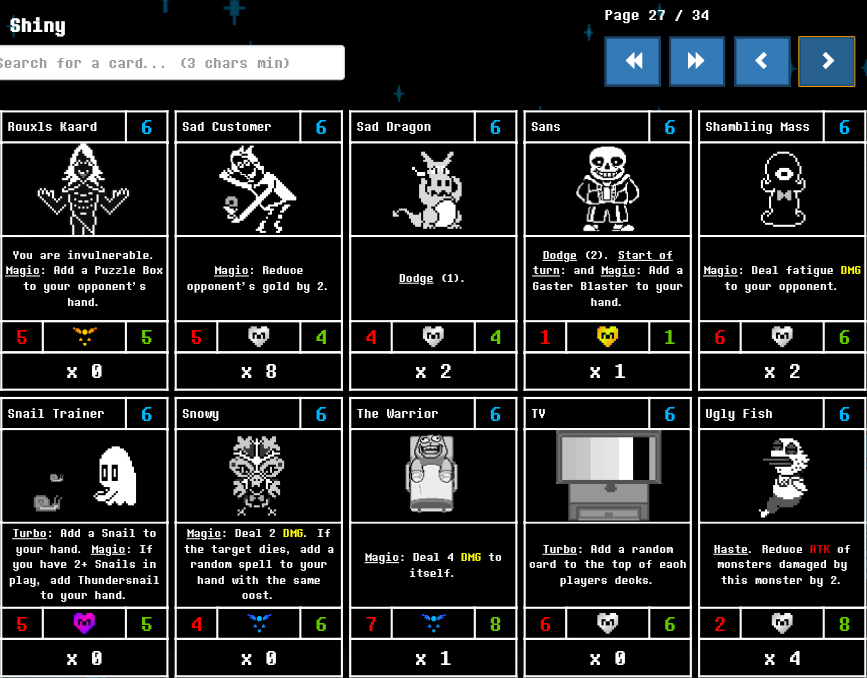 Shiny
Page 27 / 34
Search for a card... (3 chars min)
Rouxls Kaard 6
You are invulnerable.
Magic: Add a Puzzle Box
to your opponent's
hand.
5 5
x 0
Sad Customer 6
Magic: Reduce
opponent's gold by 2.
5 4
x 8
Sad Dragon 6
Dodge (1).
4 4
x 2
Sans 6
Dodge (2). Start of
turn: and Magic: Add a
Gaster Blaster to your
hand.
1 1
x 1
Shambling Mass 6
Magic: Deal fatigue DMG
to your opponent.
6 6
x 2
Snail Trainer 6
Turbo: Add a Snail to
your hand. Magic: If
you have 2+ Snails in
play, add Thundersnail
to your hand.
5 5
x 0
Snowy 6
Magic: Deal 2 DMG. If
the target dies, add a
random spell to your
hand with the same
cost.
4 6
x 0
The Warrior 6
Magic: Deal 4 DMG to
itself.
7 8
x 1
TV 6
Turbo: Add a random
card to the top of each
players decks.
6 6
x 0
Ugly Fish 6
Haste. Reduce ATK of
monsters damaged by
this monster by 2.
2 8
x 4